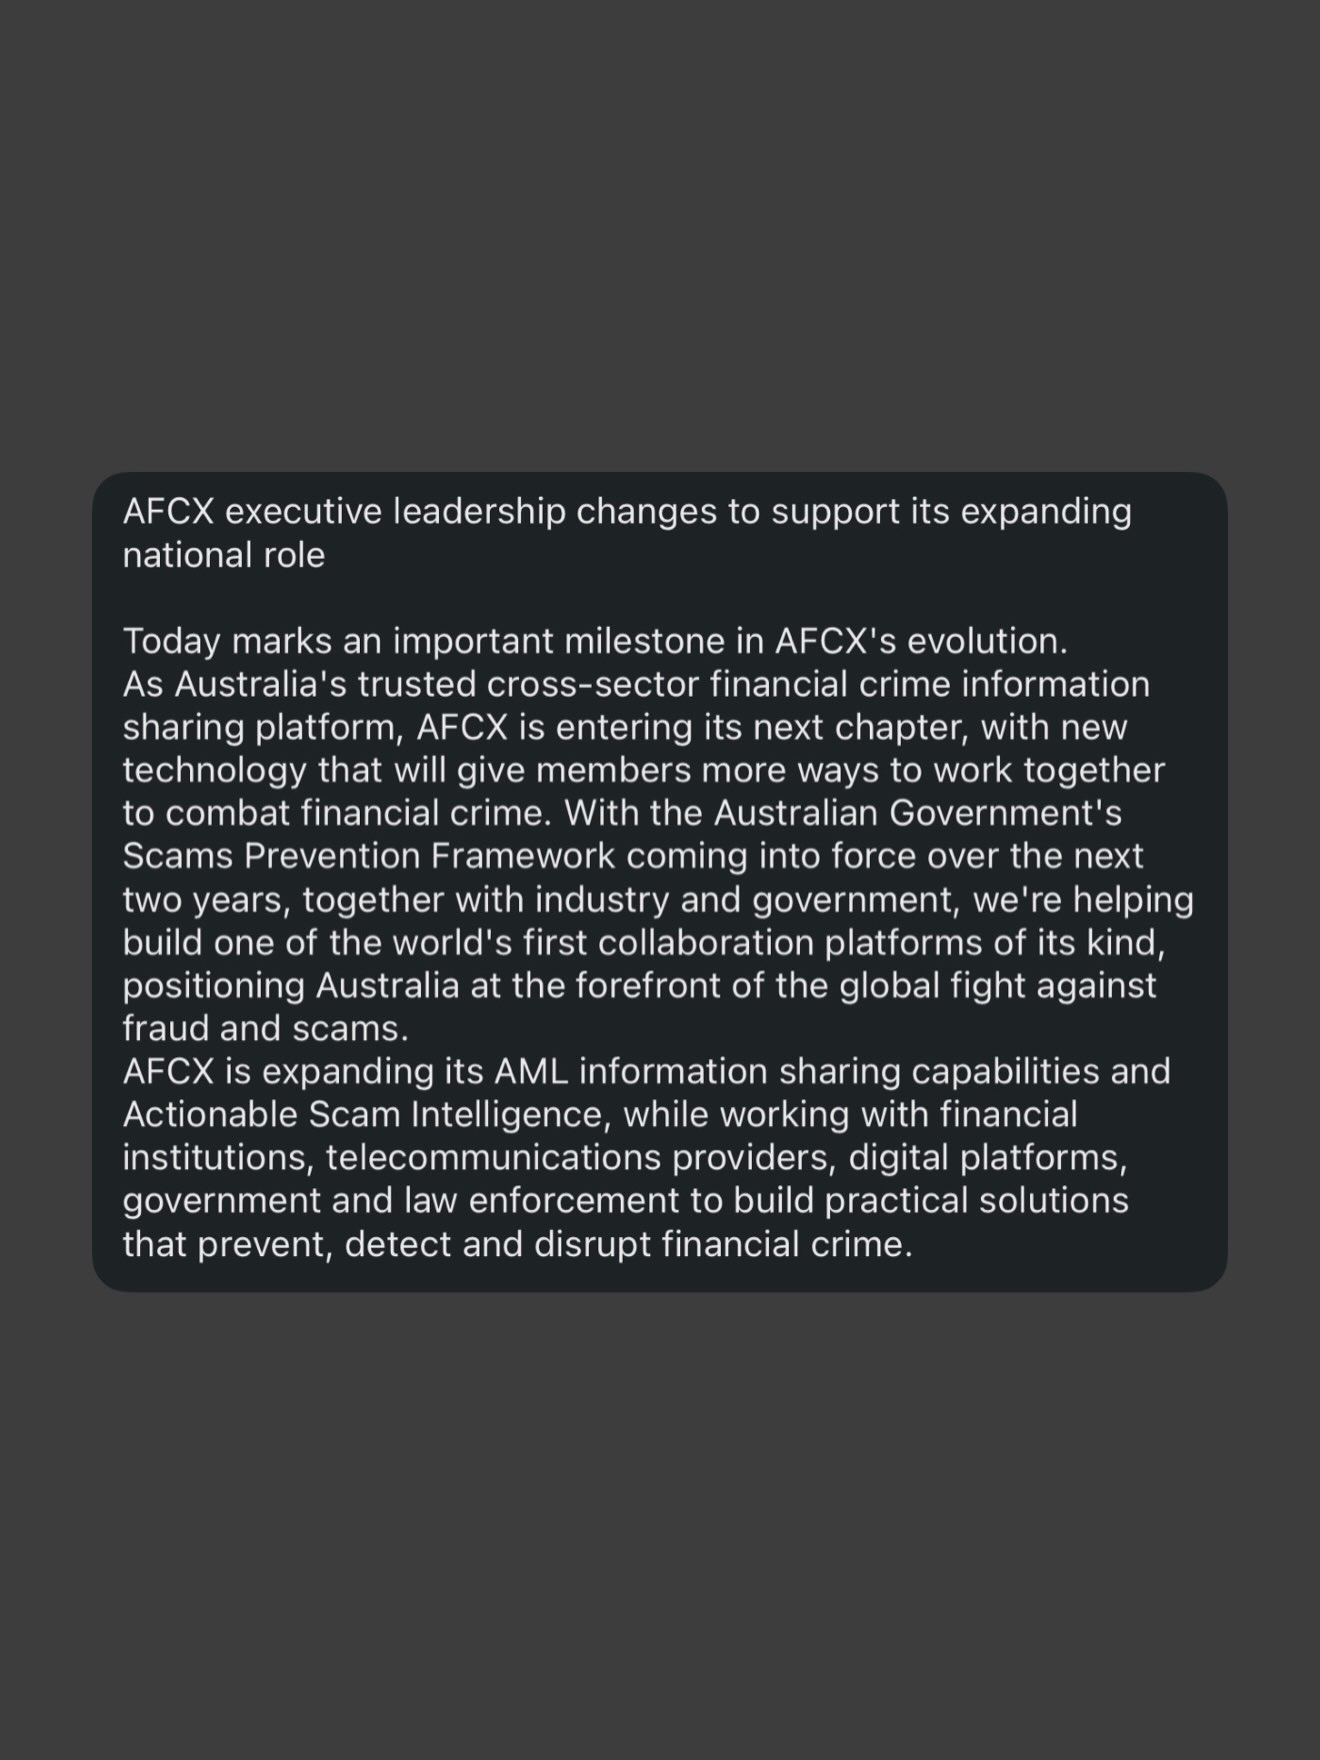 AFCX executive leadership changes to support its expanding
national role
Today marks an important milestone in AFCX's evolution.
As Australia's trusted cross-sector financial crime information
sharing platform, AFCX is entering its next chapter, with new
technology that will give members more ways to work together
to combat financial crime. With the Australian Government's
Scams Prevention Framework coming into force over the next
two years, together with industry and government, we're helping
build one of the world's first collaboration platforms of its kind,
positioning Australia at the forefront of the global fight against
fraud and scams.
AFCX is expanding its AML information sharing capabilities and
Actionable Scam Intelligence, while working with financial
institutions, telecommunications providers, digital platforms,
government and law enforcement to build practical solutions
that prevent, detect and disrupt financial crime.